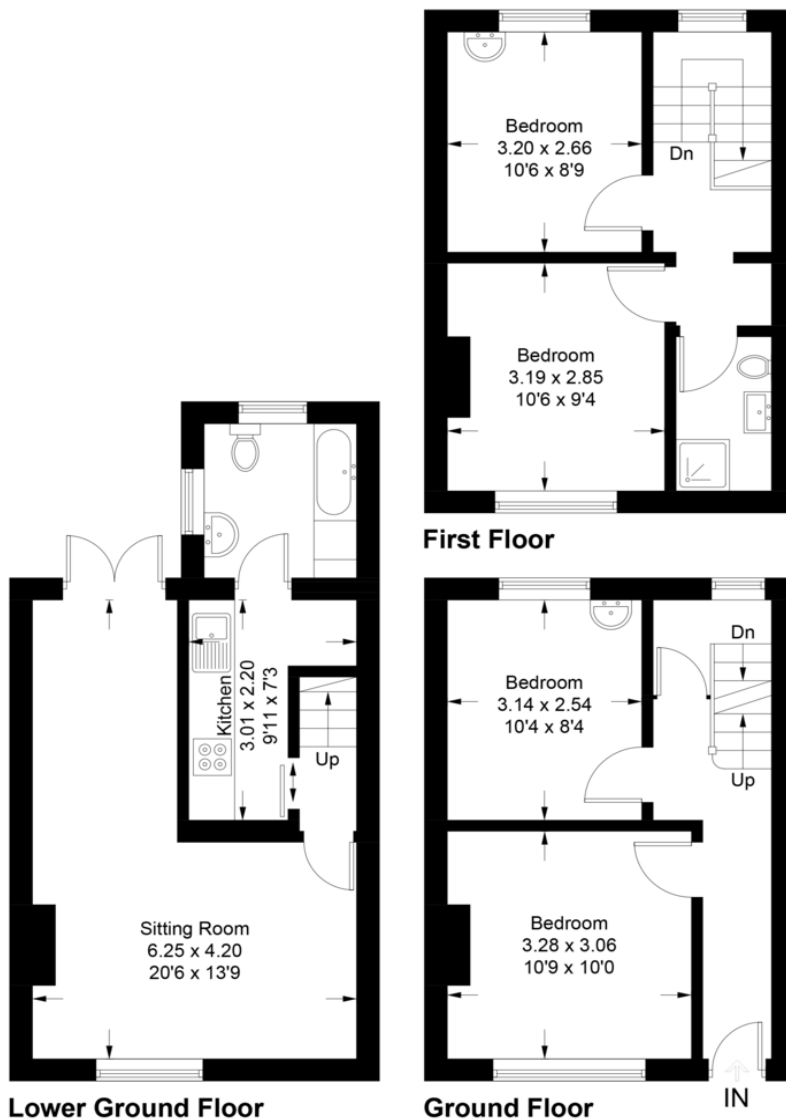 Bedroom
3.20 x 2.66
10'6 x 8'9
Dn
Bedroom
3.19 x 2.85
10'6 x 9'4
First Floor
Kitchen
3.01 x 2.20
9'11 x 7'3
Up
Sitting Room
6.25 x 4.20
20'6 x 13'9
Lower Ground Floor
Bedroom
3.14 x 2.54
10'4 x 8'4
Dn
Up
Bedroom
3.28 x 3.06
10'9 x 10'0
IN
Ground Floor